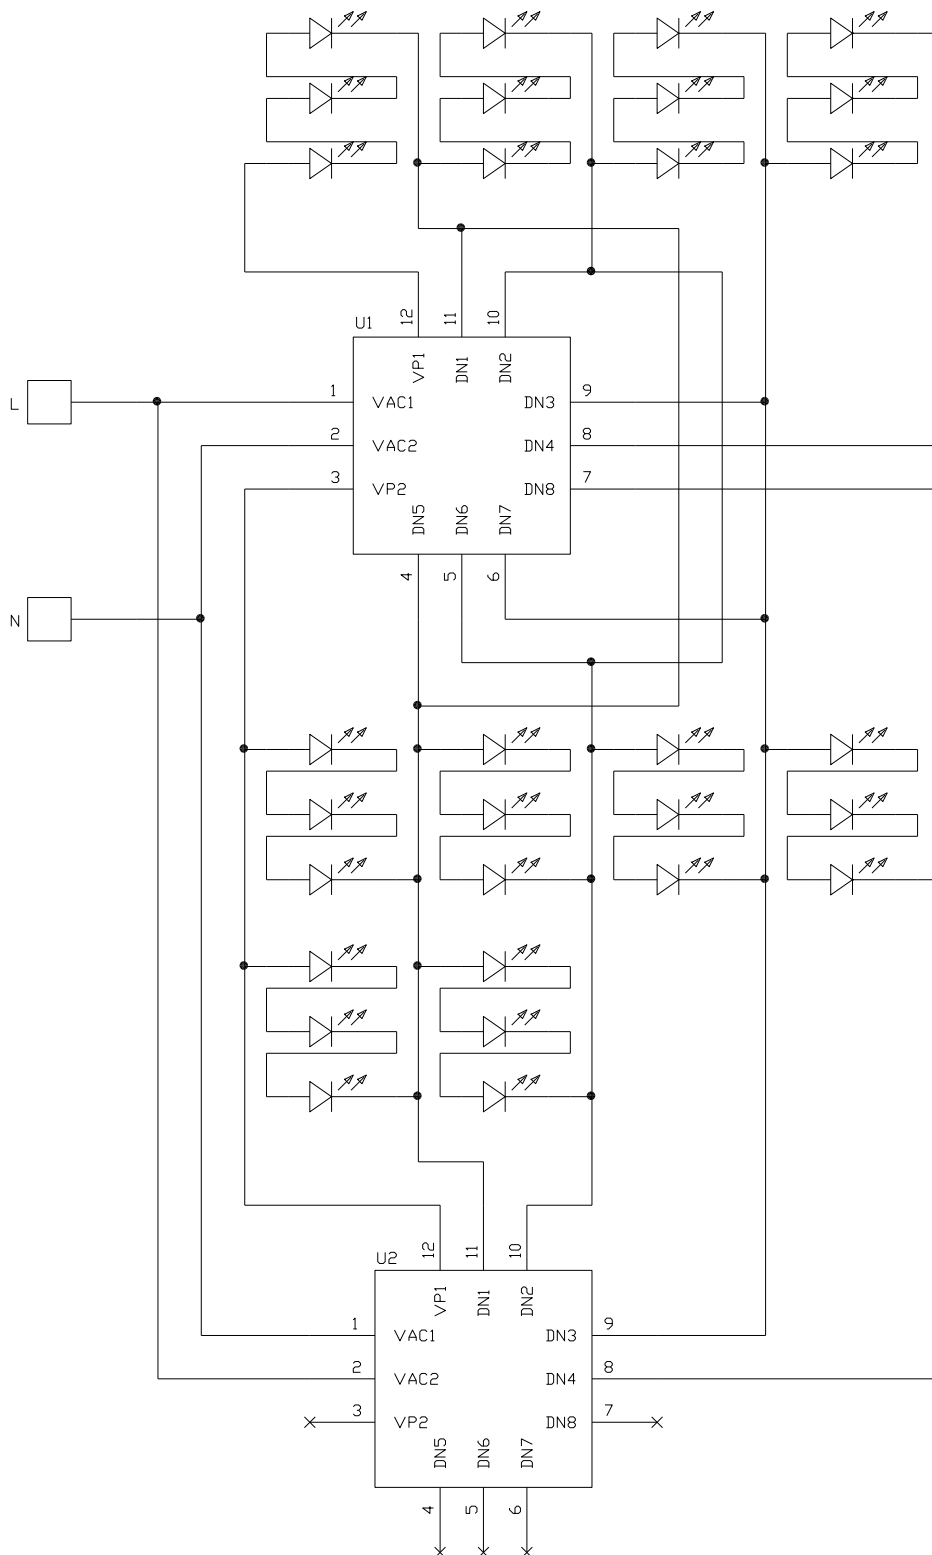 12
11
10
U1
VP1
DN1
DN2
L
1
VAC1
DN3
9
2
VAC2
DN4
8
3
VP2
DN8
7
DN5
DN6
DN7
4
5
6
N
12
11
10
U2
VP1
DN1
DN2
1
VAC1
DN3
9
2
VAC2
DN4
8
3
VP2
DN8
7
DN5
DN6
DN7
4
5
6